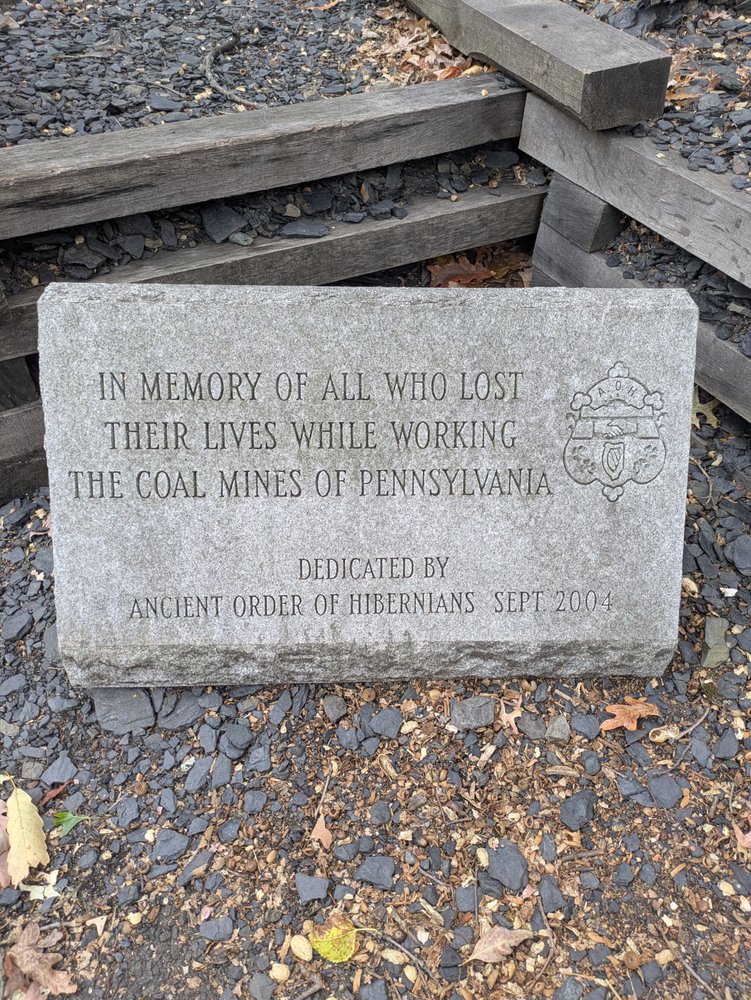 IN MEMORY OF ALL WHO LOST
THEIR LIVES WHILE WORKING
THE COAL MINES OF PENNSYLVANIA
A.O.H.
DEDICATED BY
ANCIENT ORDER OF HIBERNIANS SEPT. 2004